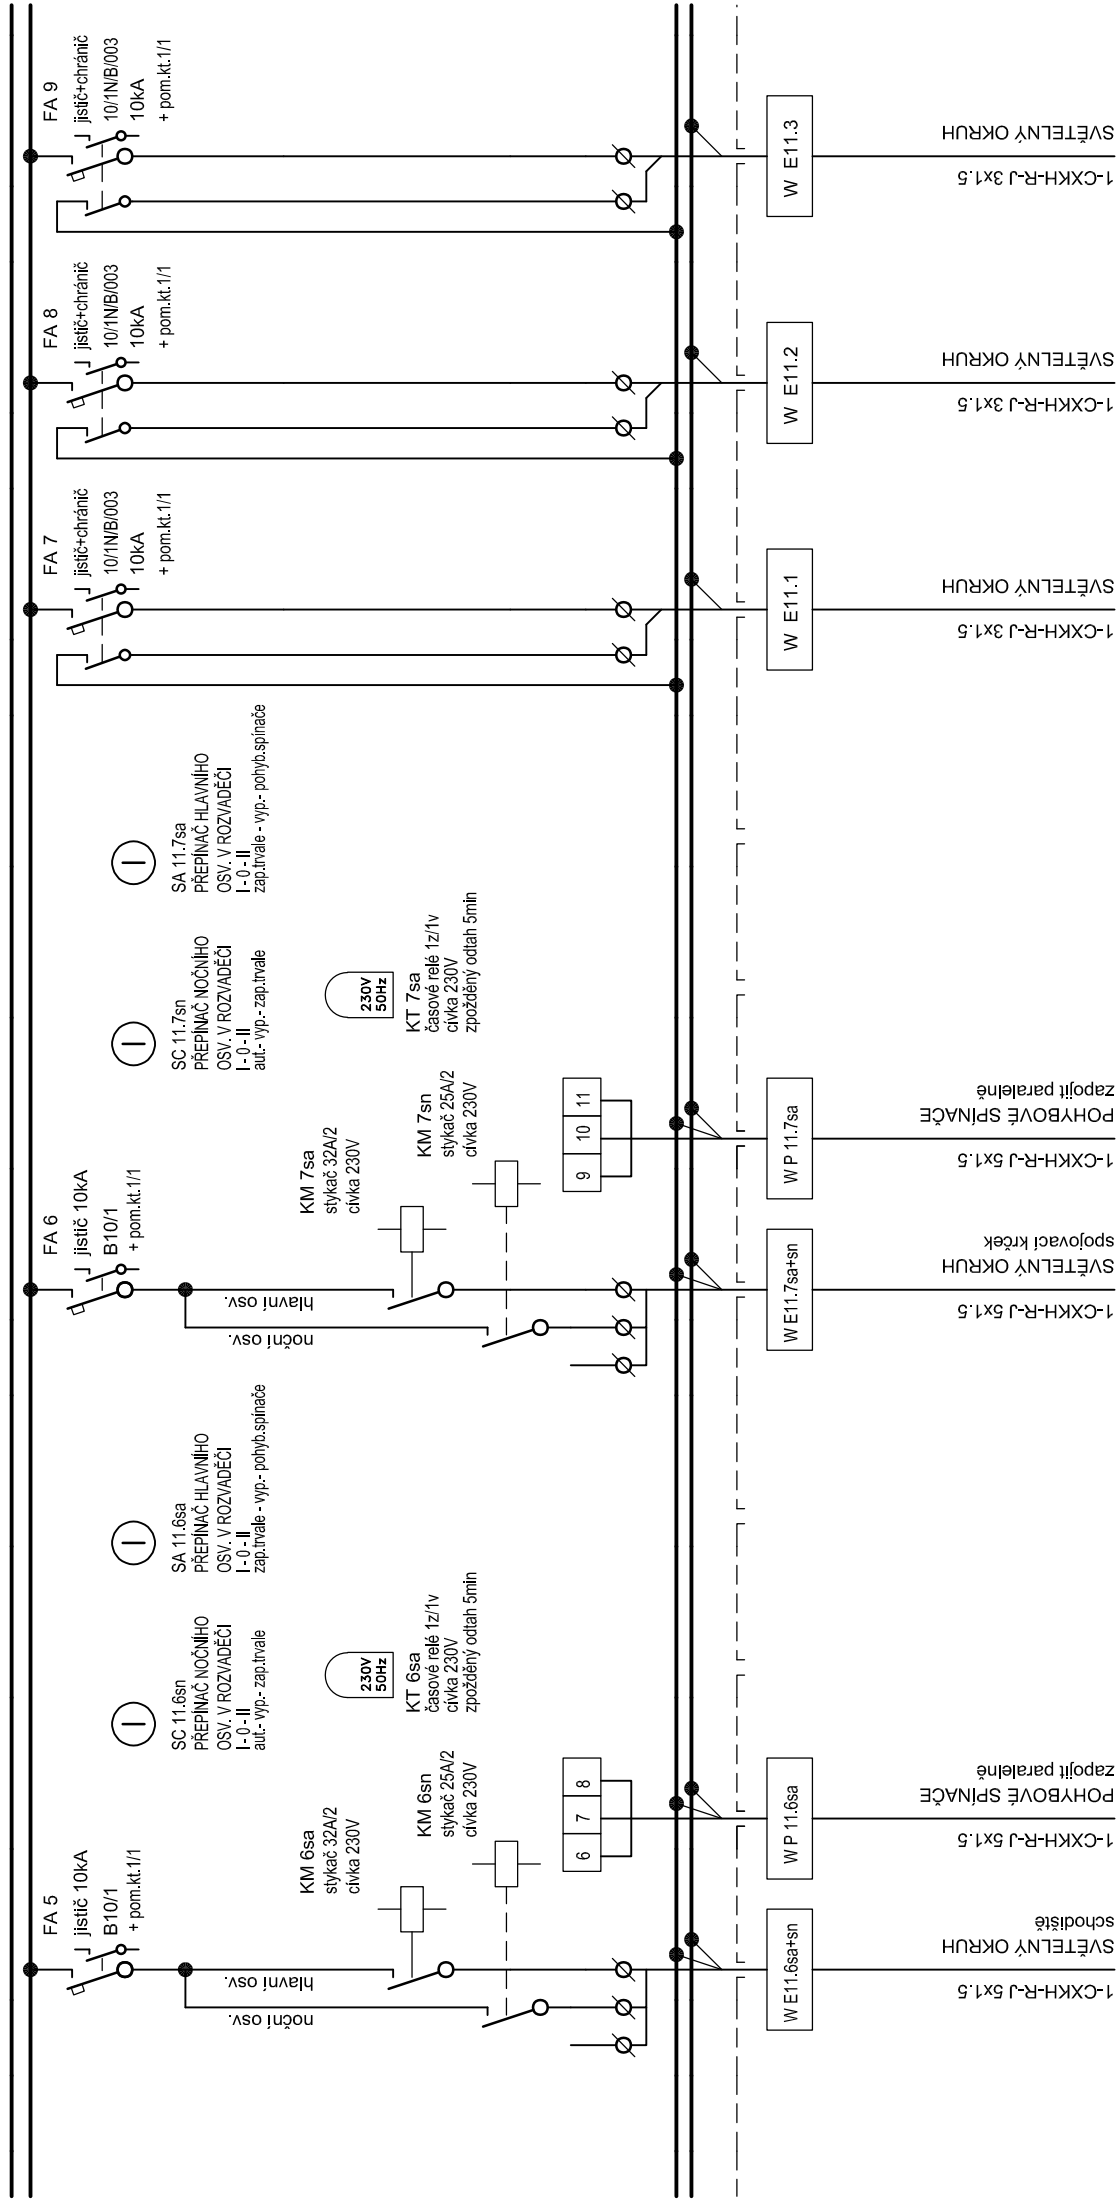 FA 5
jistič 10kA
B10/1
+ pom.kt.1/1
hlavní osv.
noční osv.
KM 6sa
stykač 32A/2
cívka 230V
KM 6sn
stykač 25A/2
cívka 230V
6 7 8
SC 11.6sn
PŘEPÍNAČ NOČNÍHO
OSV. V ROZVADĚČI
I - 0 - II
aut.- vyp.- zap.trvale
230V
50Hz
KT 6sa
časové relé 1z/1v
cívka 230V
zpožděný odtah 5min
SA 11.6sa
PŘEPÍNAČ HLAVNÍHO
OSV. V ROZVADĚČI
I - 0 - II
zap.trvale - vyp.- pohyb.spínače
W E11.6sa+sn
1-CXKH-R-J 5x1.5
SVĚTELNÝ OKRUH
schodiště
W P 11.6sa
1-CXKH-R-J 5x1.5
POHYBOVÉ SPÍNAČE
zapojit paralelně
FA 6
jistič 10kA
B10/1
+ pom.kt.1/1
hlavní osv.
noční osv.
KM 7sa
stykač 32A/2
cívka 230V
KM 7sn
stykač 25A/2
cívka 230V
9 10 11
SC 11.7sn
PŘEPÍNAČ NOČNÍHO
OSV. V ROZVADĚČI
I - 0 - II
aut.- vyp.- zap.trvale
230V
50Hz
KT 7sa
časové relé 1z/1v
cívka 230V
zpožděný odtah 5min
SA 11.7sa
PŘEPÍNAČ HLAVNÍHO
OSV. V ROZVADĚČI
I - 0 - II
zap.trvale - vyp.- pohyb.spínače
W E11.7sa+sn
1-CXKH-R-J 5x1.5
SVĚTELNÝ OKRUH
spojovací krček
W P 11.7sa
1-CXKH-R-J 5x1.5
POHYBOVÉ SPÍNAČE
zapojit paralelně
FA 7
jistič+chránič
10/1N/B/003
10kA
+ pom.kt.1/1
W E11.1
1-CXKH-R-J 3x1.5
SVĚTELNÝ OKRUH
FA 8
jistič+chránič
10/1N/B/003
10kA
+ pom.kt.1/1
W E11.2
1-CXKH-R-J 3x1.5
SVĚTELNÝ OKRUH
FA 9
jistič+chránič
10/1N/B/003
10kA
+ pom.kt.1/1
W E11.3
1-CXKH-R-J 3x1.5
SVĚTELNÝ OKRUH